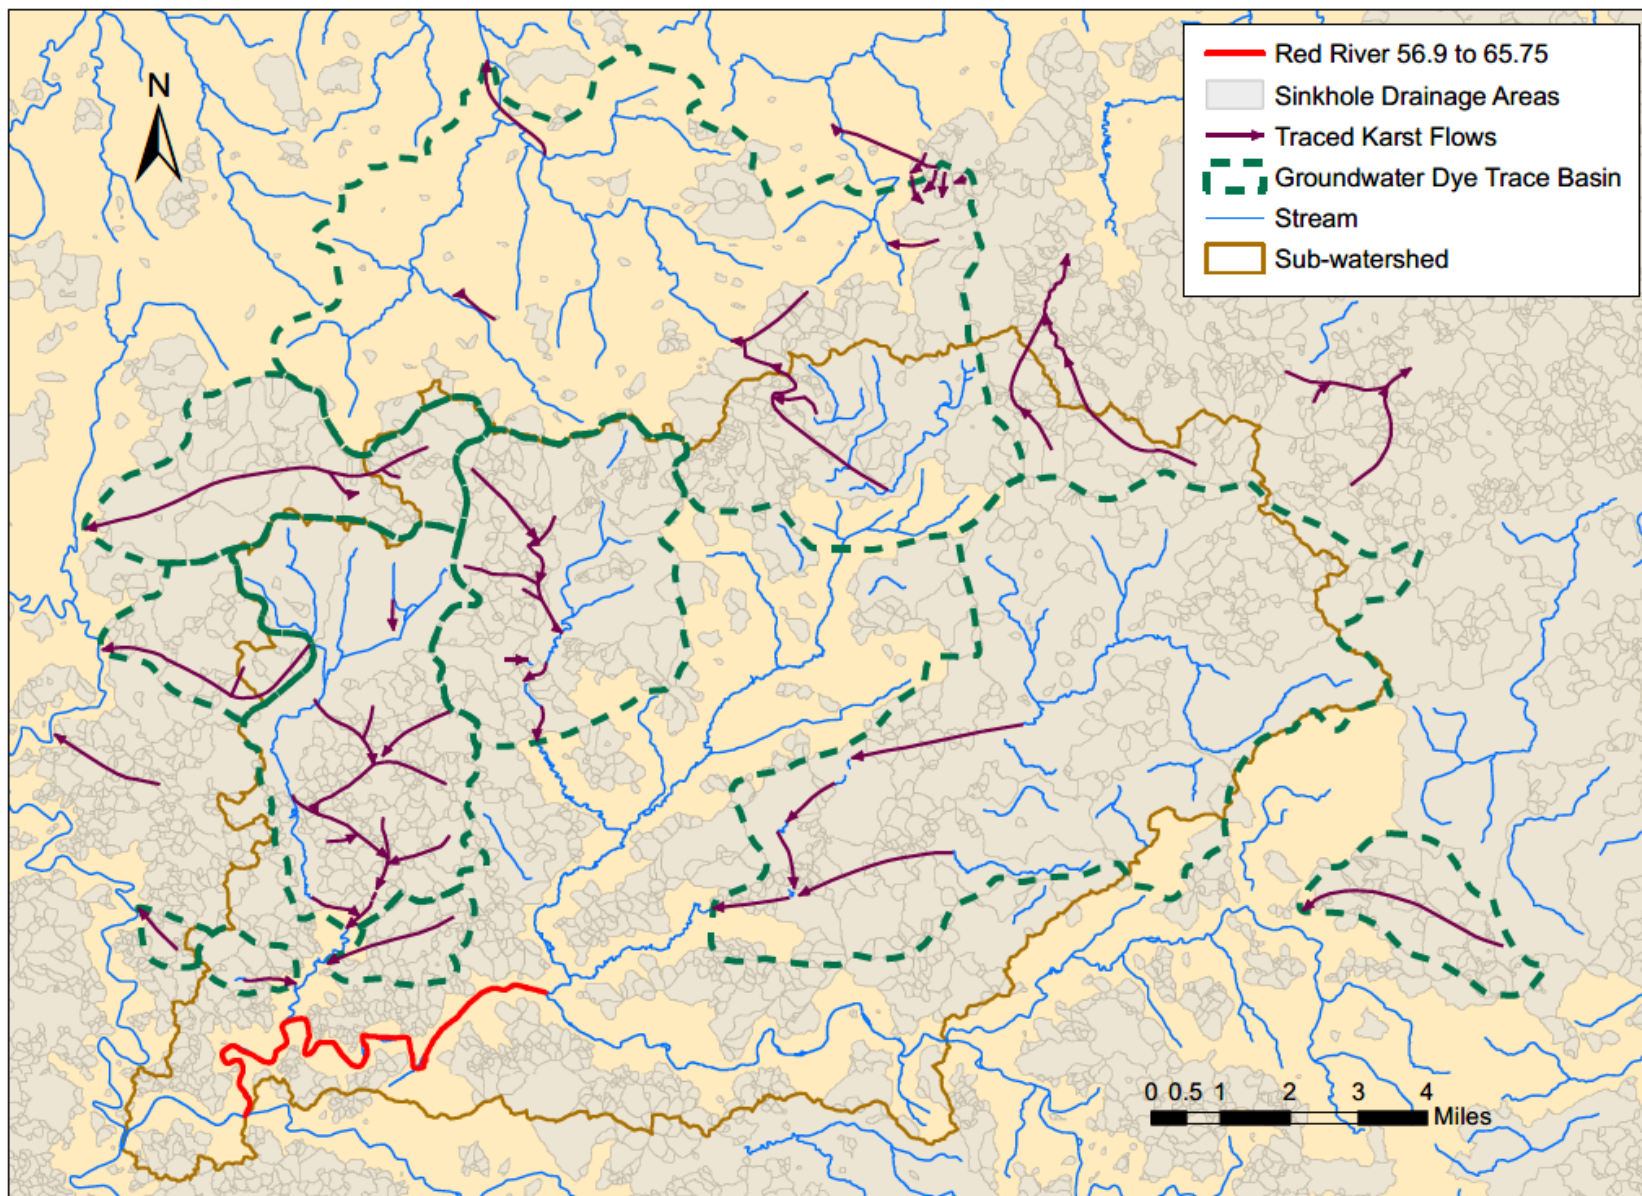 N
Red River 56.9 to 65.75
Sinkhole Drainage Areas
Traced Karst Flows
Groundwater Dye Trace Basin
Stream
Sub-watershed
0 0.5 1 2 3 4
Miles